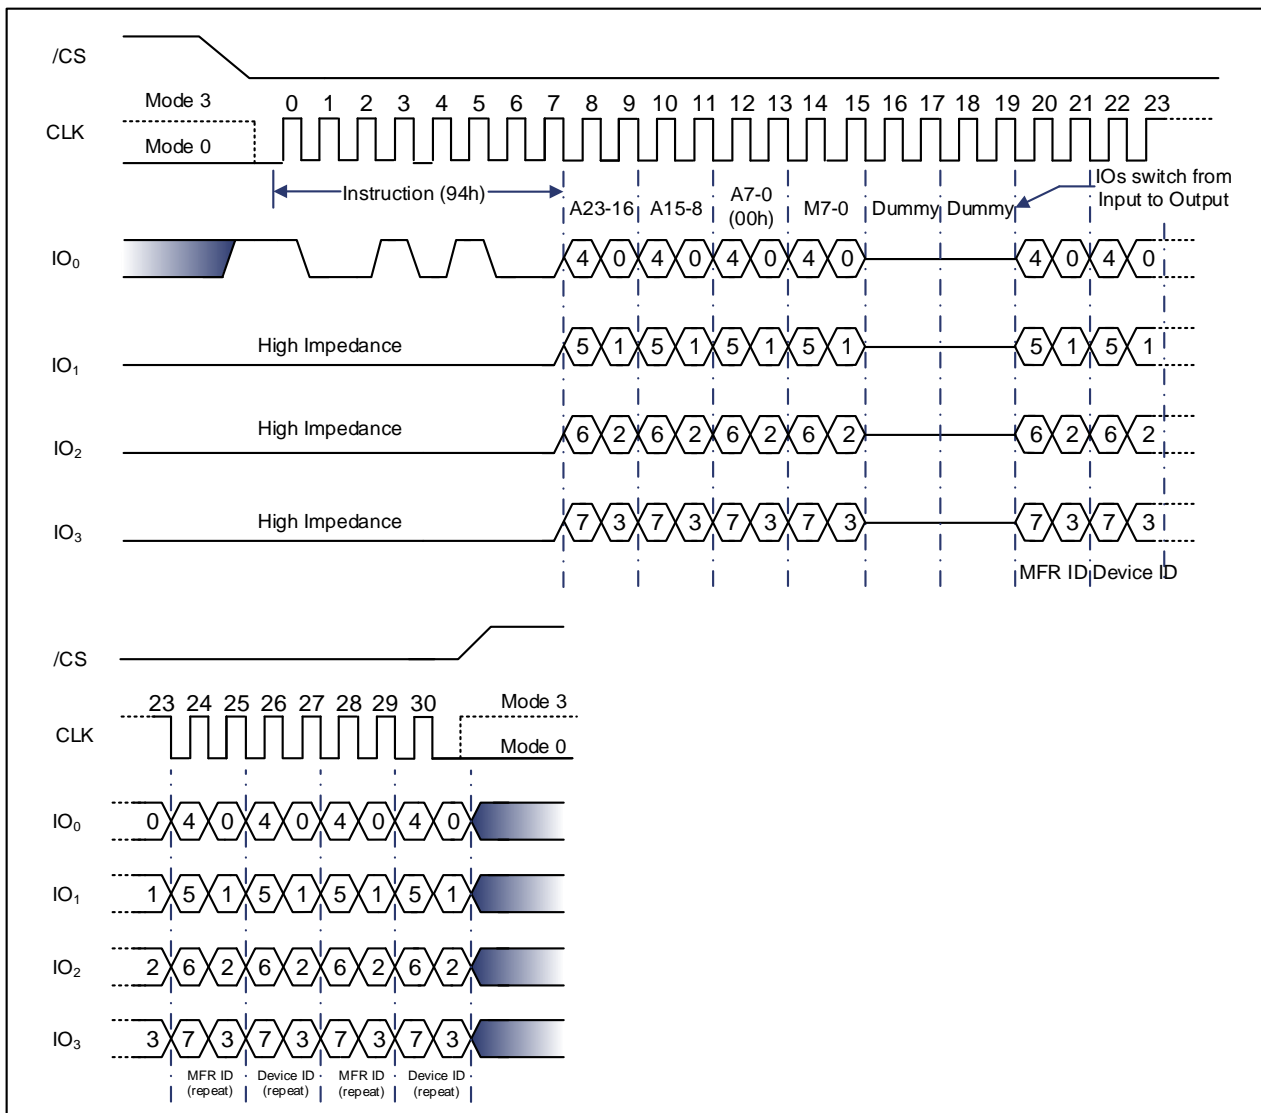 /CS
Mode 3 0 1 2 3 4 5 6 7 8 9 10 11 12 13 14 15 16 17 18 19 20 21 22 23
CLK
Mode 0
Instruction (94h)
IOs switch from
Input to Output
A23-16 A15-8 A7-0 M7-0 Dummy Dummy
(00h)
IO0 4 0 4 0 4 0 4 0 4 0 4 0
High Impedance
IO1 5 1 5 1 5 1 5 1 5 1 5 1
High Impedance
IO2 6 2 6 2 6 2 6 2 6 2 6 2
High Impedance
IO3 7 3 7 3 7 3 7 3 7 3 7 3
MFR ID Device ID
/CS
23 24 25 26 27 28 29 30 Mode 3
CLK
Mode 0
IO0 0 4 0 4 0 4 0 4 0
IO1 1 5 1 5 1 5 1 5 1
IO2 2 6 2 6 2 6 2 6 2
IO3 3 7 3 7 3 7 3 7 3
MFR ID Device ID MFR ID Device ID
(repeat) (repeat) (repeat) (repeat)